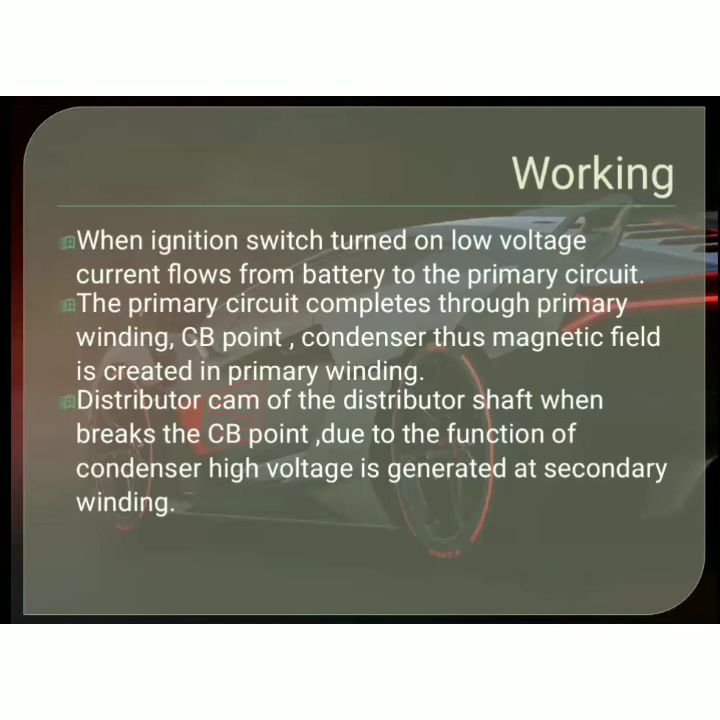 Working
When ignition switch turned on low voltage
current flows from battery to the primary circuit.
The primary circuit completes through primary
winding, CB point , condenser thus magnetic field
is created in primary winding.
Distributor cam of the distributor shaft when
breaks the CB point ,due to the function of
condenser high voltage is generated at secondary
winding.